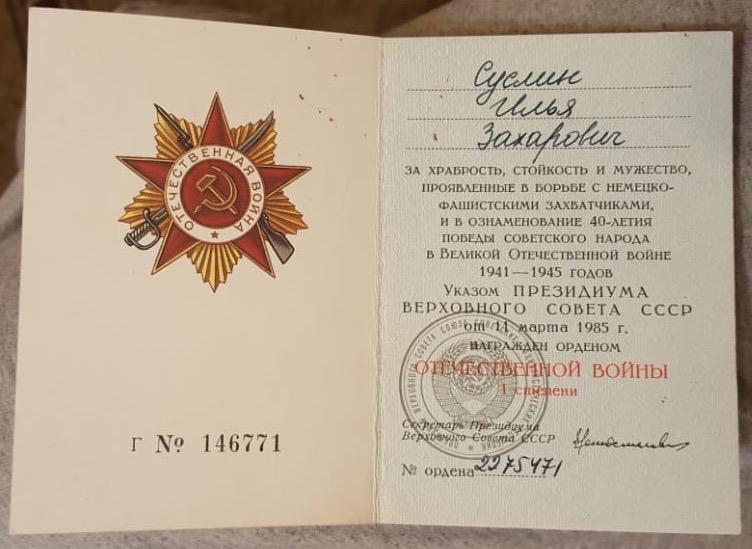 ОТЕЧЕСТВЕННАЯ ВОЙНА
Г № 146771
Суслин
Илья
Захарович
ЗА ХРАБРОСТЬ, СТОЙКОСТЬ И МУЖЕСТВО,
ПРОЯВЛЕННЫЕ В БОРЬБЕ С НЕМЕЦКО-
ФАШИСТСКИМИ ЗАХВАТЧИКАМИ,
И В ОЗНАМЕНОВАНИЕ 40-ЛЕТИЯ
ПОБЕДЫ СОВЕТСКОГО НАРОДА
В ВЕЛИКОЙ ОТЕЧЕСТВЕННОЙ ВОЙНЕ
1941—1945 ГОДОВ
УКАЗОМ ПРЕЗИДИУМА
ВЕРХОВНОГО СОВЕТА СССР
от 11 марта 1985 г.
НАГРАЖДЕН ОРДЕНОМ
ОТЕЧЕСТВЕННОЙ ВОЙНЫ
I степени
Секретарь Президиума
Верховного Совета СССР
№ ордена 2275471